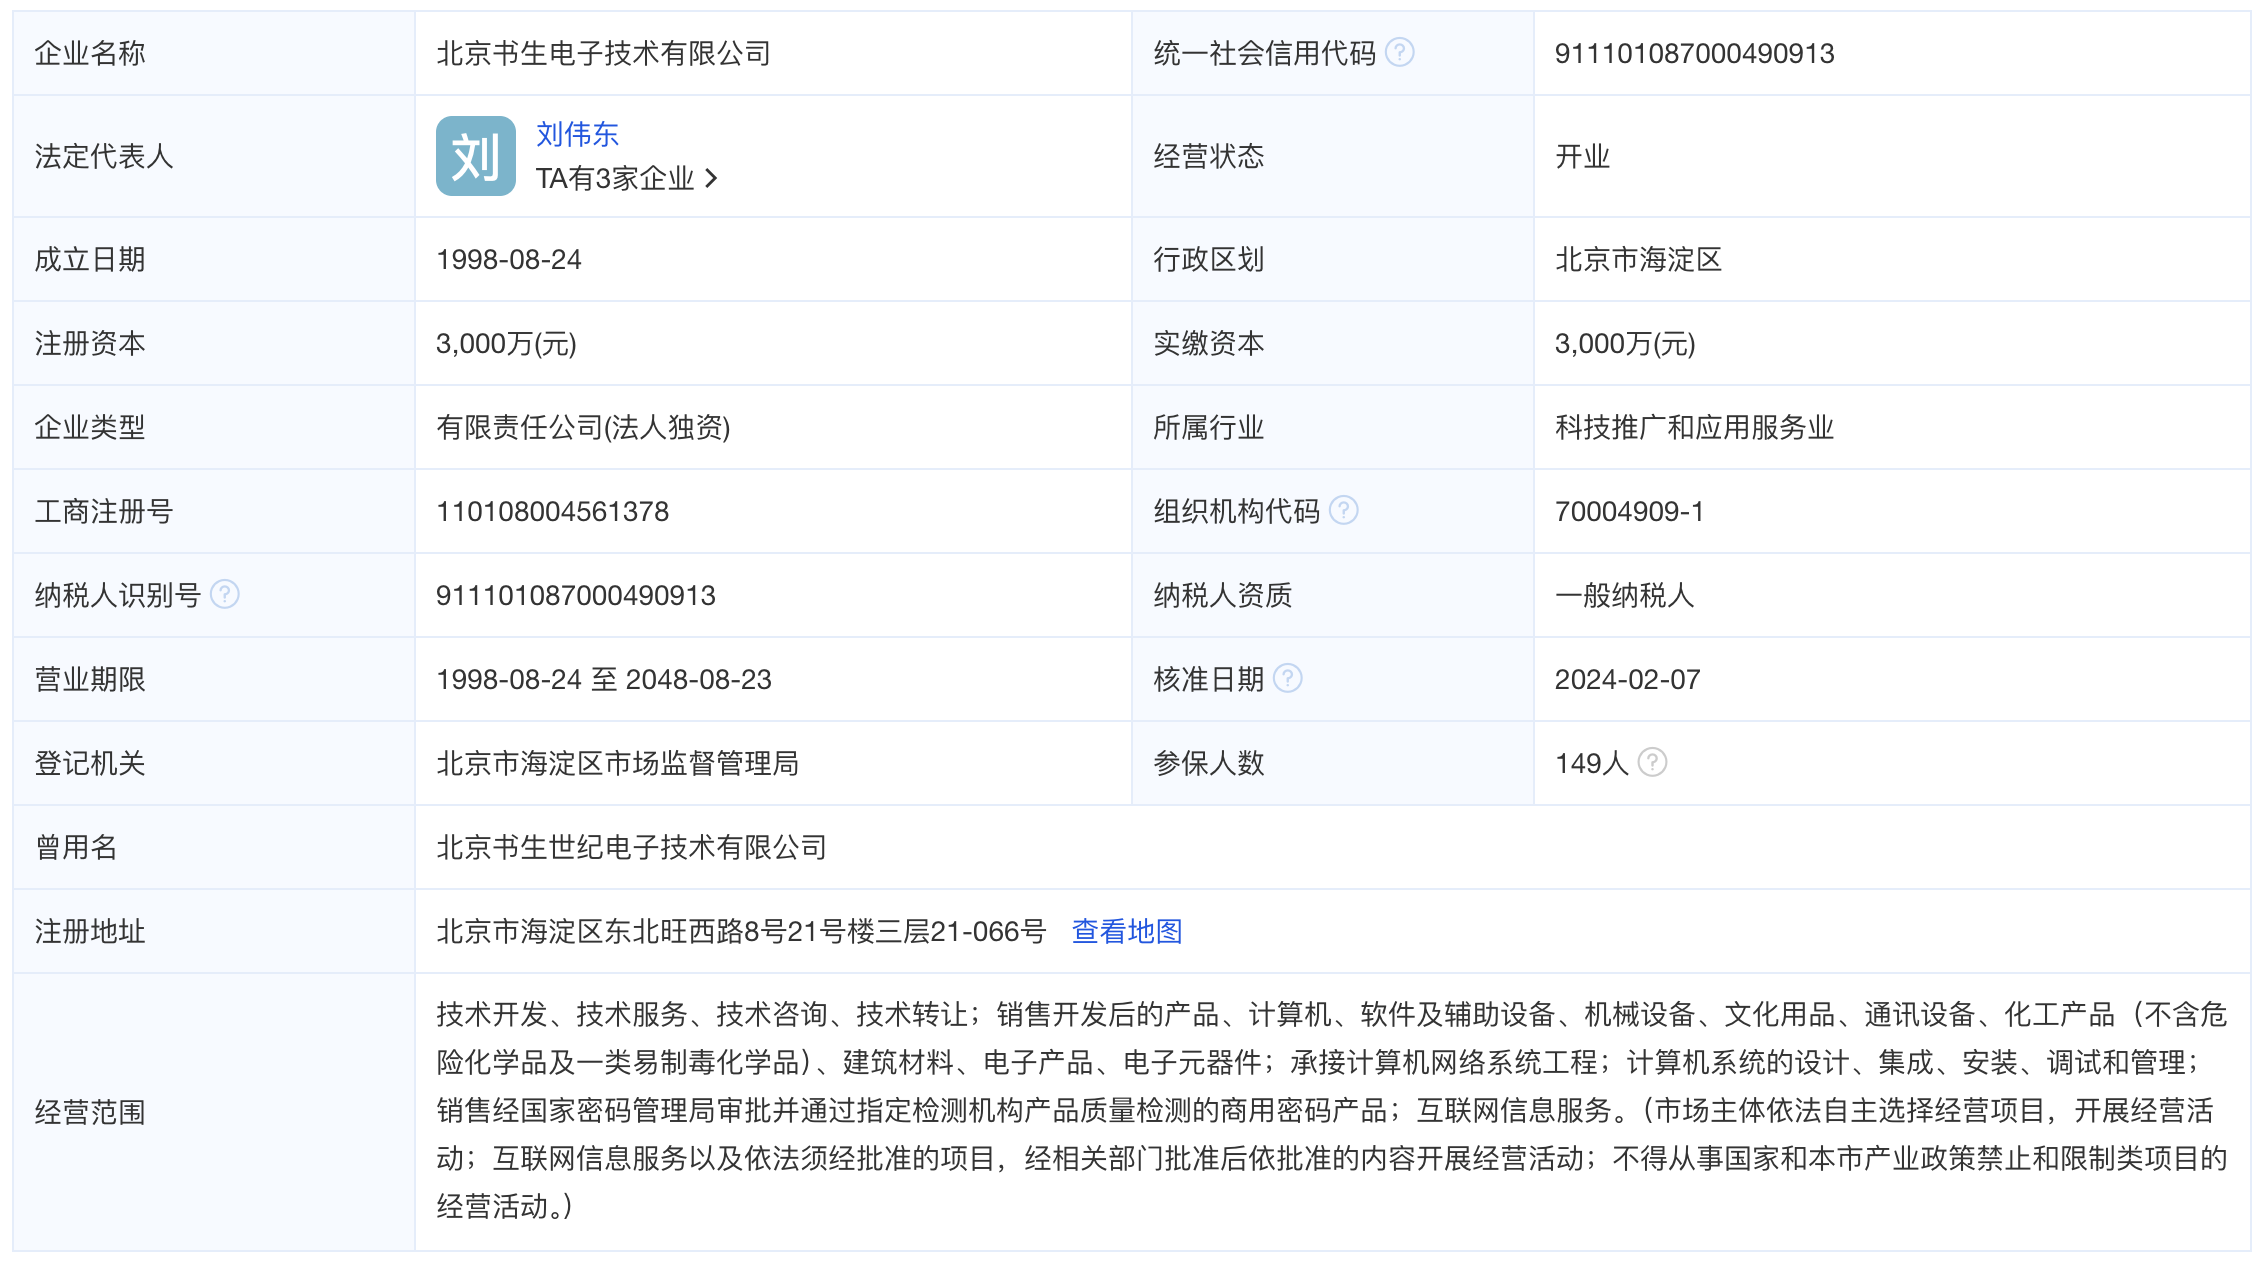 企业名称 北京书生电子技术有限公司 统一社会信用代码 ? 911101087000490913
法定代表人 刘 刘伟东 TA有3家企业 > 经营状态 开业
成立日期 1998-08-24 行政区划 北京市海淀区
注册资本 3,000万(元) 实缴资本 3,000万(元)
企业类型 有限责任公司(法人独资) 所属行业 科技推广和应用服务业
工商注册号 110108004561378 组织机构代码 ? 70004909-1
纳税人识别号 ? 911101087000490913 纳税人资质 一般纳税人
营业期限 1998-08-24 至 2048-08-23 核准日期 ? 2024-02-07
登记机关 北京市海淀区市场监督管理局 参保人数 149人 ?
曾用名 北京书生世纪电子技术有限公司
注册地址 北京市海淀区东北旺西路8号21号楼三层21-066号 查看地图
经营范围
技术开发、技术服务、技术咨询、技术转让；销售开发后的产品、计算机、软件及辅助设备、机械设备、文化用品、通讯设备、化工产品（不含危
险化学品及一类易制毒化学品）、建筑材料、电子产品、电子元器件；承接计算机网络系统工程；计算机系统的设计、集成、安装、调试和管理；
销售经国家密码管理局审批并通过指定检测机构产品质量检测的商用密码产品；互联网信息服务。（市场主体依法自主选择经营项目，开展经营活
动；互联网信息服务以及依法须经批准的项目，经相关部门批准后依批准的内容开展经营活动；不得从事国家和本市产业政策禁止和限制类项目的
经营活动。）